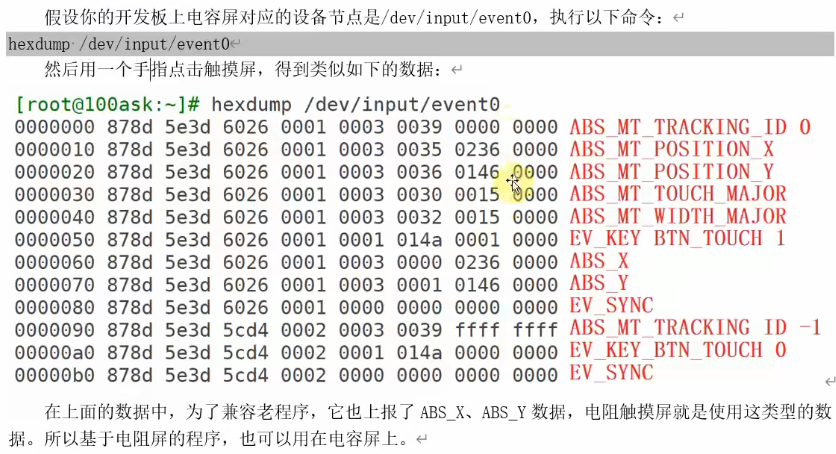 假设你的开发板上电容屏对应的设备节点是/dev/input/event0，执行以下命令：
hexdump /dev/input/event0
然后用一个手指点击触摸屏，得到类似如下的数据：
[root@100ask:~]# hexdump /dev/input/event0
0000000 878d 5e3d 6026 0001 0003 0039 0000 0000 ABS_MT_TRACKING_ID 0
0000010 878d 5e3d 6026 0001 0003 0035 0236 0000 ABS_MT_POSITION_X
0000020 878d 5e3d 6026 0001 0003 0036 0146 0000 ABS_MT_POSITION_Y
0000030 878d 5e3d 6026 0001 0003 0030 0015 0000 ABS_MT_TOUCH_MAJOR
0000040 878d 5e3d 6026 0001 0003 0032 0015 0000 ABS_MT_WIDTH_MAJOR
0000050 878d 5e3d 6026 0001 0001 014a 0001 0000 EV_KEY BTN_TOUCH 1
0000060 878d 5e3d 6026 0001 0003 0000 0236 0000 ABS_X
0000070 878d 5e3d 6026 0001 0003 0001 0146 0000 ABS_Y
0000080 878d 5e3d 6026 0001 0000 0000 0000 0000 EV_SYNC
0000090 878d 5e3d 5cd4 0002 0003 0039 ffff ffff ABS_MT_TRACKING ID -1
00000a0 878d 5e3d 5cd4 0002 0001 014a 0000 0000 EV_KEY_BTN_TOUCH 0
00000b0 878d 5e3d 5cd4 0002 0000 0000 0000 0000 EV_SYNC
在上面的数据中，为了兼容老程序，它也上报了 ABS_X、ABS_Y 数据，电阻触摸屏就是使用这类型的数
据。所以基于电阻屏的程序，也可以用在电容屏上。